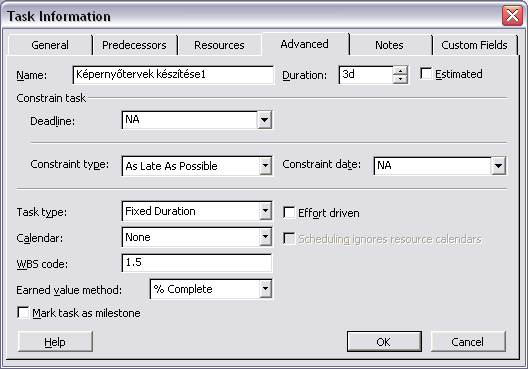 Task Information
General Predecessors Resources Advanced Notes Custom Fields
Name: Képernyőtervek készítése1 Duration: 3d Estimated
Constrain task
Deadline: NA
Constraint type: As Late As Possible Constraint date: NA
Task type: Fixed Duration Effort driven
Calendar: None Scheduling ignores resource calendars
WBS code: 1.5
Earned value method: % Complete
Mark task as milestone
Help OK Cancel